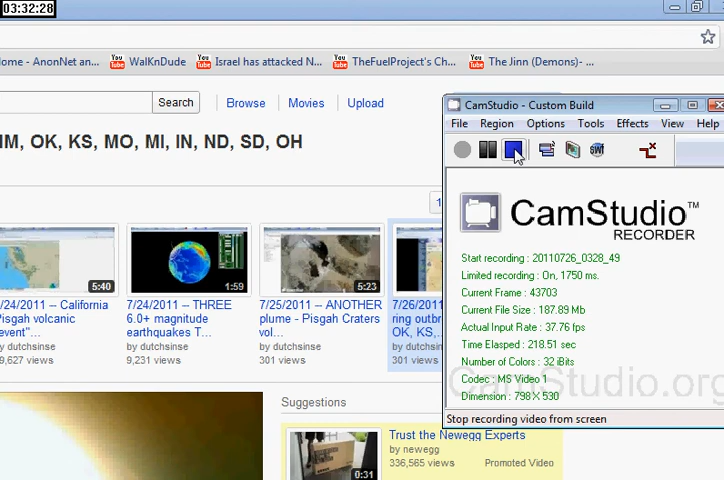 03:32:28
ome - AnonNet an...
WalKnDude
Israel has attacked N...
TheFuelProject's Ch...
The Jinn (Demons)- ...
Search
Browse
Movies
Upload
CamStudio - Custom Build
File Region Options Tools Effects View Help
IM, OK, KS, MO, MI, IN, ND, SD, OH
CamStudio™
RECORDER
Start recording : 20110726_0328_49
Limited recording : On, 1750 ms.
Current Frame : 43703
Current File Size : 187.89 Mb
Actual Input Rate : 37.76 fps
Time Elasped : 218.51 sec
Number of Colors : 32 iBits
Codec : MS Video 1
Dimension : 798 X 530
CamStudio.org
Stop recording video from screen
5:40
/24/2011 -- California
Pisgah volcanic
event"...
by dutchsinse
9,627 views
1:59
7/24/2011 -- THREE
6.0+ magnitude
earthquakes T...
by dutchsinse
9,231 views
5:23
7/25/2011 -- ANOTHER
plume - Pisgah Craters
vol...
by dutchsinse
301 views
7/26/2011
ring outbr
OK, KS,...
by dutchs
301 views
Suggestions
0:31
Trust the Newegg Experts
by newegg
336,565 views
Promoted Video